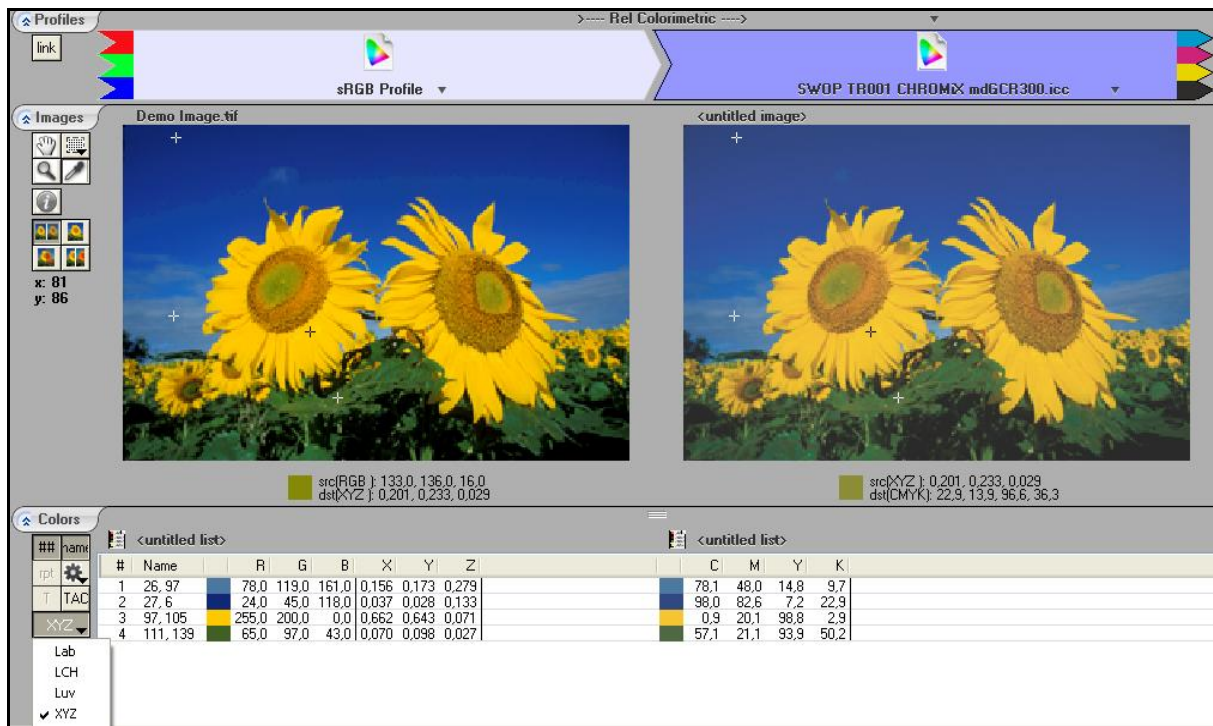 Profiles
>---- Rel Colorimetric ---->
link
sRGB Profile
SWOP TR001 CHROMiX mdGCR300.icc
Images
Demo Image.tif
<untitled image>
x: 81
y: 86
src(RGB ): 133,0, 136,0, 16,0
dst(XYZ ): 0,201, 0,233, 0,029
src(XYZ ): 0,201, 0,233, 0,029
dst(CMYK): 22,9, 13,9, 96,6, 36,3
Colors
<untitled list> <untitled list>
## name
# Name R G B X Y Z C M Y K
rpt
1 26, 97 78,0 119,0 161,0 0,156 0,173 0,279 78,1 48,0 14,8 9,7
2 27, 6 24,0 45,0 118,0 0,037 0,028 0,133 98,0 82,6 7,2 22,9
T TAC
3 97, 105 255,0 200,0 0,0 0,662 0,643 0,071 0,9 20,1 98,8 2,9
4 111, 139 65,0 97,0 43,0 0,070 0,098 0,027 57,1 21,1 93,9 50,2
XYZ
Lab
LCH
Luv
✔ XYZ